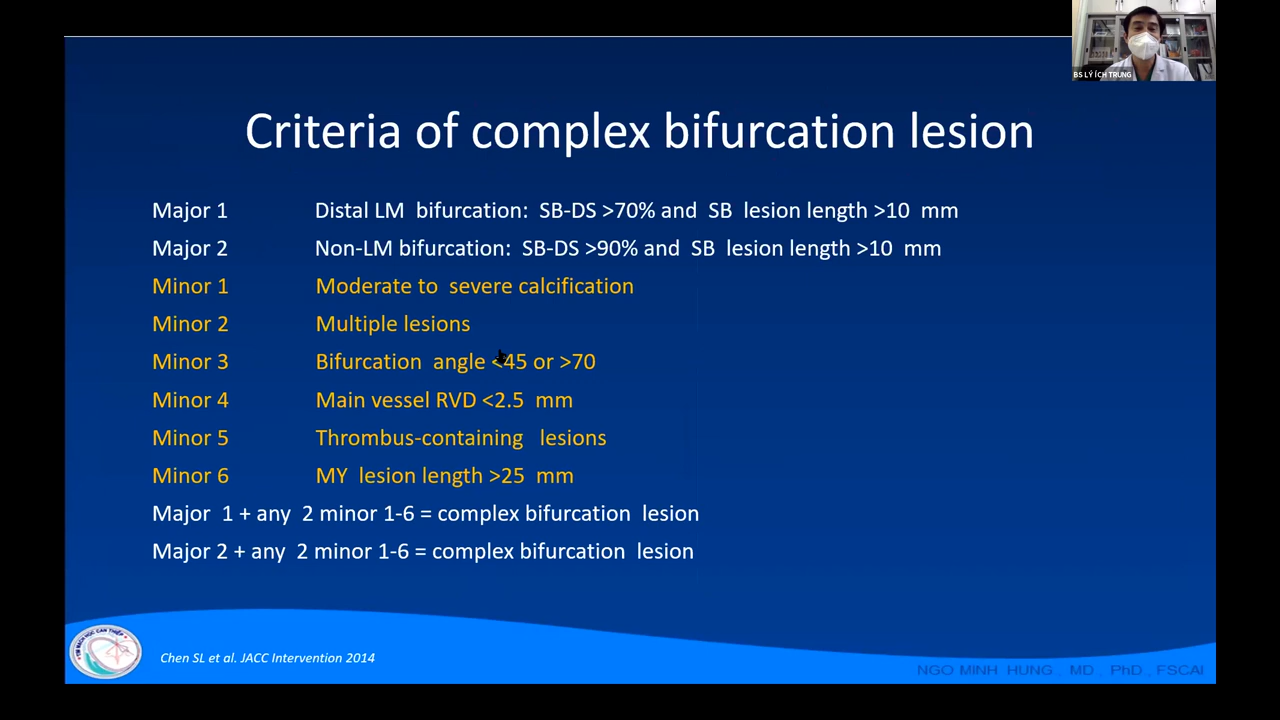 BS LÝ ÍCH TRUNG
Criteria of complex bifurcation lesion
Major 1 Distal LM bifurcation: SB-DS >70% and SB lesion length >10 mm
Major 2 Non-LM bifurcation: SB-DS >90% and SB lesion length >10 mm
Minor 1 Moderate to severe calcification
Minor 2 Multiple lesions
Minor 3 Bifurcation angle <45 or >70
Minor 4 Main vessel RVD <2.5 mm
Minor 5 Thrombus-containing lesions
Minor 6 MY lesion length >25 mm
Major 1 + any 2 minor 1-6 = complex bifurcation lesion
Major 2 + any 2 minor 1-6 = complex bifurcation lesion
Chen SL et al. JACC Intervention 2014
NGO MINH HUNG, MD, PhD, FSCAI